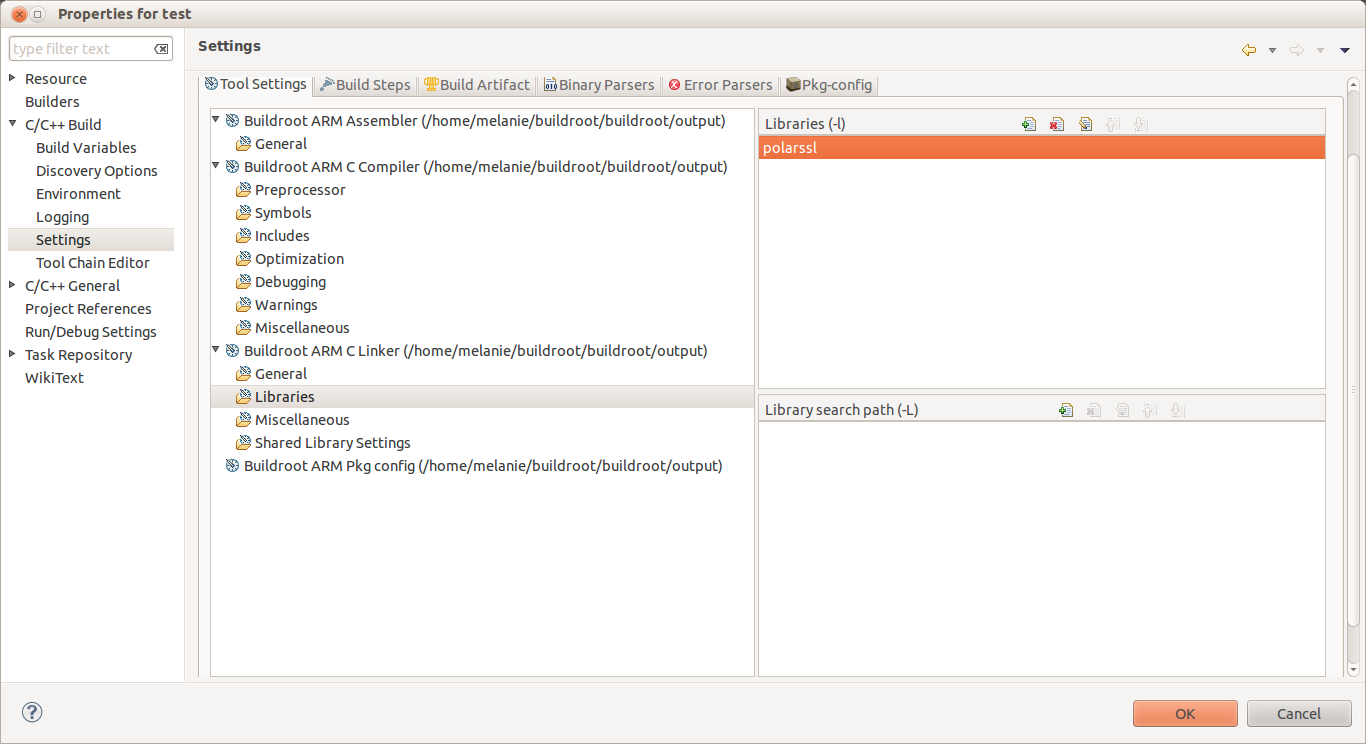 Properties for test
type filter text
Resource
Builders
C/C++ Build
Build Variables
Discovery Options
Environment
Logging
Settings
Tool Chain Editor
C/C++ General
Project References
Run/Debug Settings
Task Repository
WikiText
Settings
Tool Settings Build Steps Build Artifact Binary Parsers Error Parsers Pkg-config
Buildroot ARM Assembler (/home/melanie/buildroot/buildroot/output)
General
Buildroot ARM C Compiler (/home/melanie/buildroot/buildroot/output)
Preprocessor
Symbols
Includes
Optimization
Debugging
Warnings
Miscellaneous
Buildroot ARM C Linker (/home/melanie/buildroot/buildroot/output)
General
Libraries
Miscellaneous
Shared Library Settings
Buildroot ARM Pkg config (/home/melanie/buildroot/buildroot/output)
Libraries (-l)
polarssl
Library search path (-L)
OK Cancel